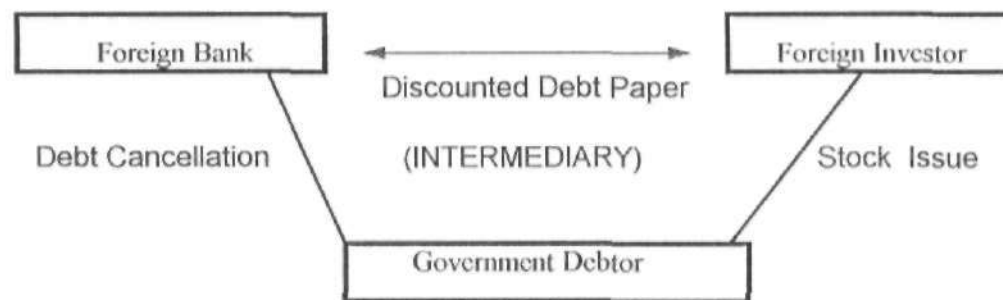 Foreign Bank
Foreign Investor
Discounted Debt Paper
Debt Cancellation
(INTERMEDIARY)
Stock Issue
Government Debtor